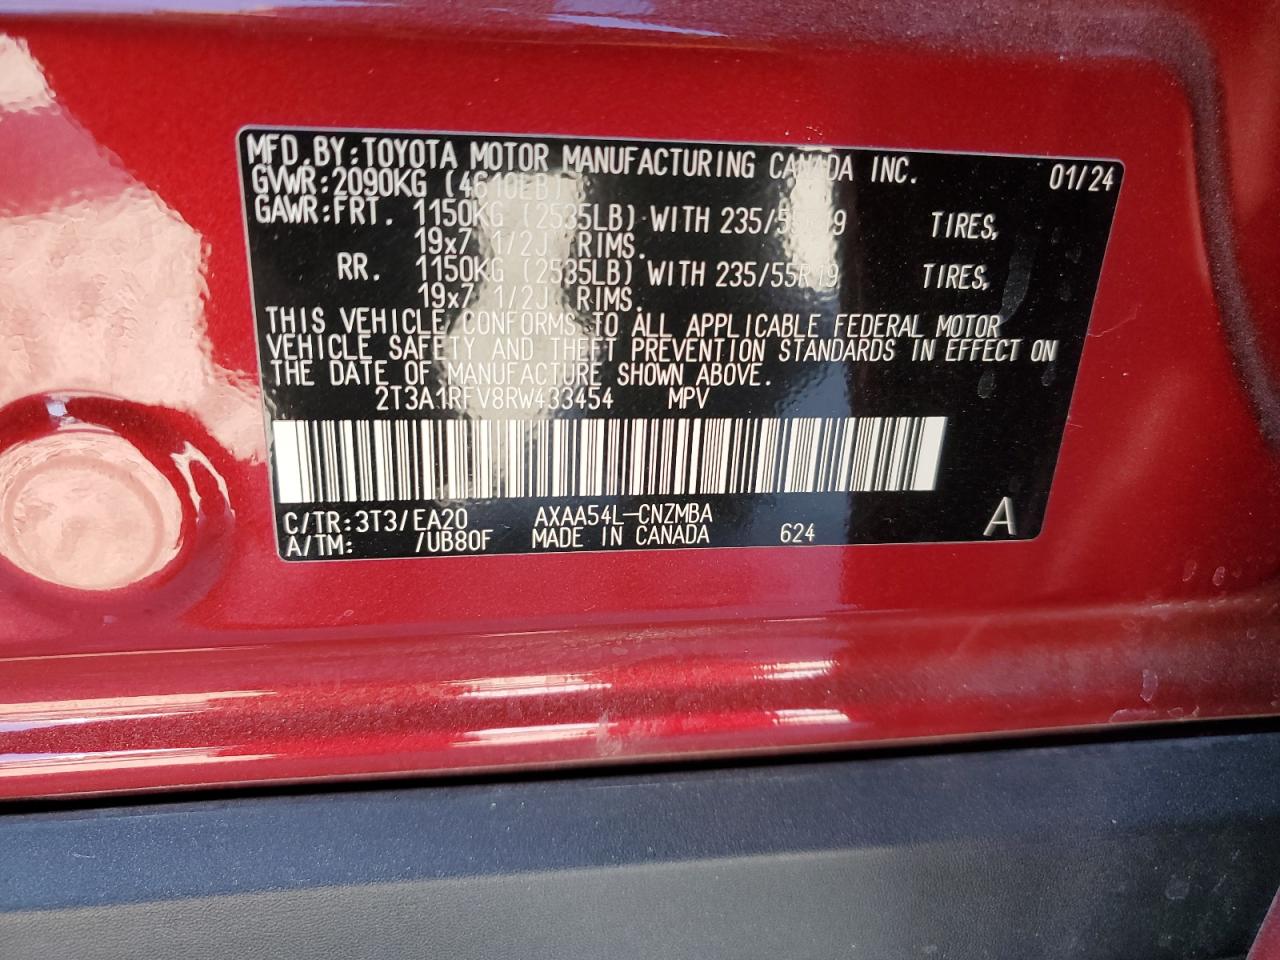 MFD.BY:TOYOTA MOTOR MANUFACTURING CANADA INC. 01/24
GVWR:2090KG (4610LB)
GAWR:FRT. 1150KG (2535LB) WITH 235/55R19 TIRES,
19x7 1/2J RIMS.
RR. 1150KG (2535LB) WITH 235/55R19 TIRES,
19x7 1/2J RIMS.
THIS VEHICLE CONFORMS TO ALL APPLICABLE FEDERAL MOTOR
VEHICLE SAFETY AND THEFT PREVENTION STANDARDS IN EFFECT ON
THE DATE OF MANUFACTURE SHOWN ABOVE.
2T3A1RFV8RW433454 MPV
C/TR:3T3/EA20 AXAA54L-CNZMBA
A/TM: /UB80F MADE IN CANADA 624 A